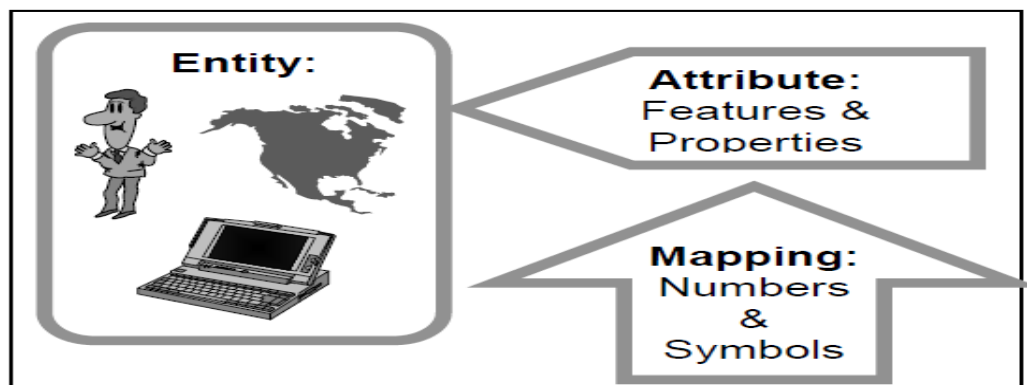 Entity:
Attribute:
Features &
Properties
Mapping:
Numbers
&
Symbols